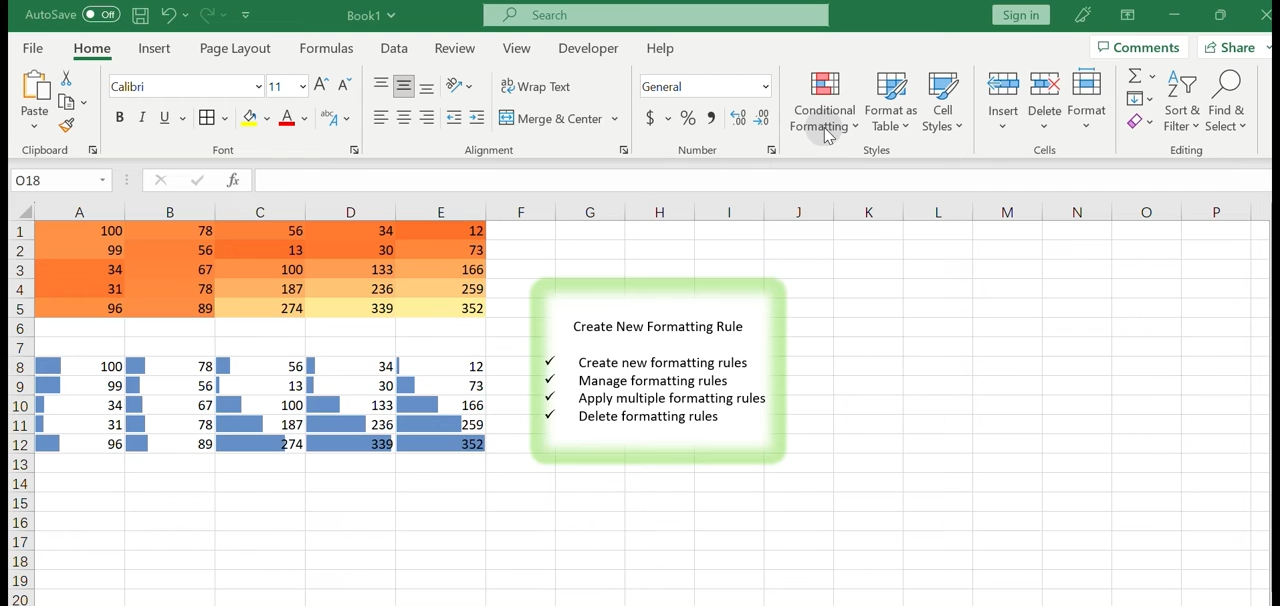 AutoSave Off Book1 Search Sign in
File Home Insert Page Layout Formulas Data Review View Developer Help Comments Share
Paste
Clipboard
Calibri 11
B I U A abc
Font
ab Wrap Text
Merge & Center
Alignment
General
$ % 9
Number
Conditional Formatting
Format as Table
Cell Styles
Styles
Insert Delete Format
Cells
Sort & Filter
Find & Select
Editing
O18 fx
A B C D E F G H I J K L M N O P
1 100 78 56 34 12
2 99 56 13 30 73
3 34 67 100 133 166
4 31 78 187 236 259
5 96 89 274 339 352
6
7
8 100 78 56 34 12
9 99 56 13 30 73
10 34 67 100 133 166
11 31 78 187 236 259
12 96 89 274 339 352
13
14
15
16
17
18
19
20
Create New Formatting Rule
✓ Create new formatting rules
✓ Manage formatting rules
✓ Apply multiple formatting rules
✓ Delete formatting rules